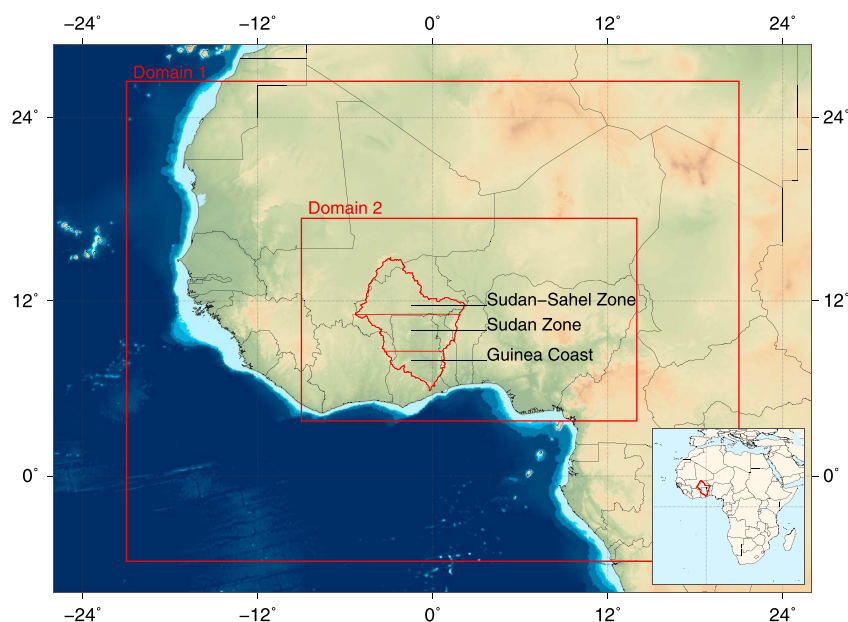 −24° −12° 0° 12° 24°
Domain 1
24° 24°
Domain 2
Sudan−Sahel Zone
12° 12°
Sudan Zone
Guinea Coast
0° 0°
−24° −12° 0° 12° 24°